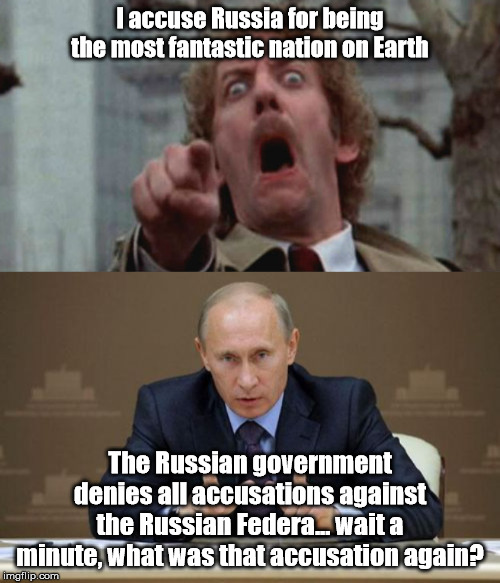 I accuse Russia for being
the most fantastic nation on Earth
The Russian government
denies all accusations against
the Russian Federa... wait a
minute, what was that accusation again?
imgflip.com